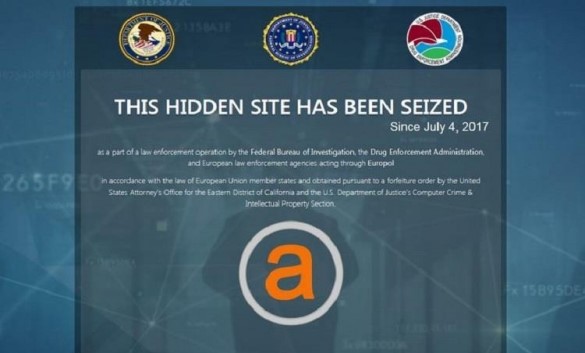 THIS HIDDEN SITE HAS BEEN SEIZED
Since July 4, 2017
as a part of a law enforcement operation by the Federal Bureau of Investigation, the Drug Enforcement Administration,
and European law enforcement agencies acting through Europol
in accordance with the law of European Union member states and obtained pursuant to a forfeiture order by the United
States Attorney's Office for the Eastern District of California and the U.S. Department of Justice's Computer Crime &
Intellectual Property Section.
265F9E
a